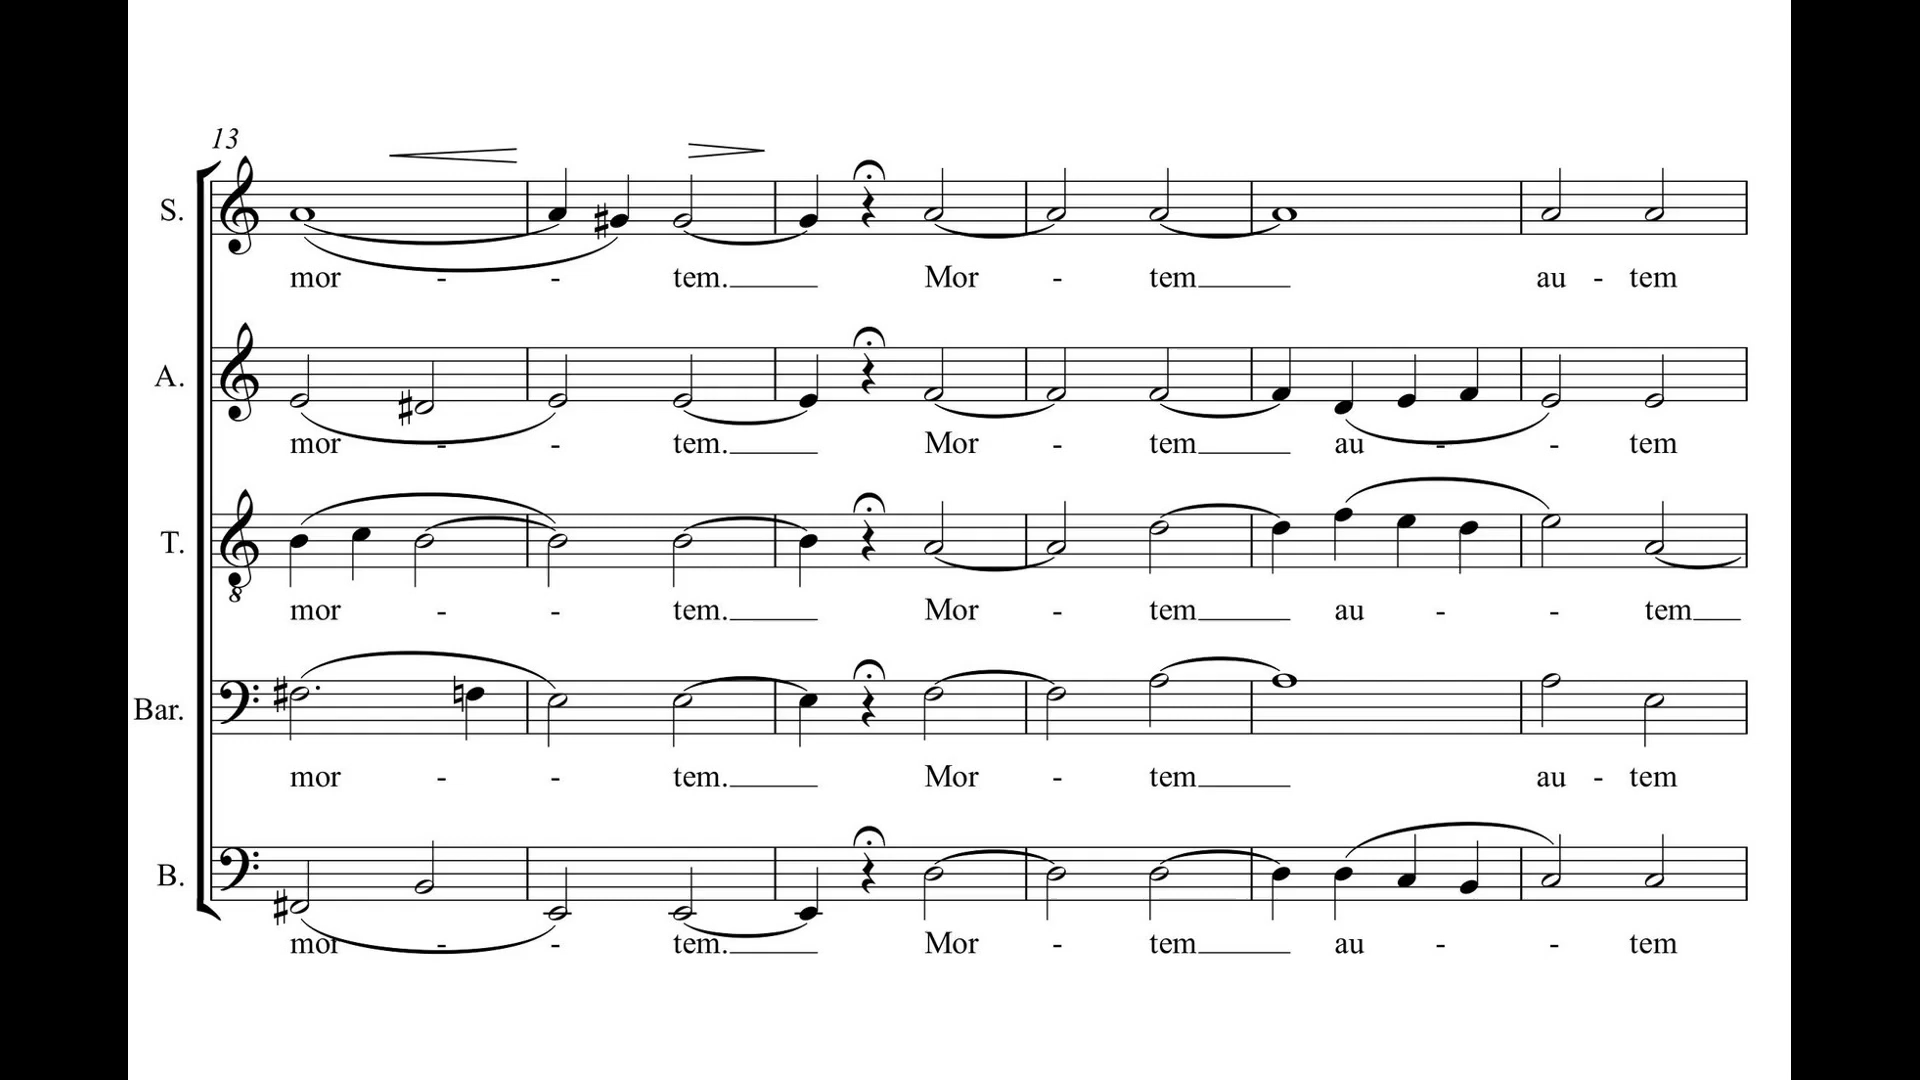 13
S.
mor - - tem. Mor - tem au - tem
A.
mor - - tem. Mor - tem au - - tem
T.
8
mor - - tem. Mor - tem au - - tem
Bar.
mor - - tem. Mor - tem au - tem
B.
mor - - tem. Mor - tem au - - tem